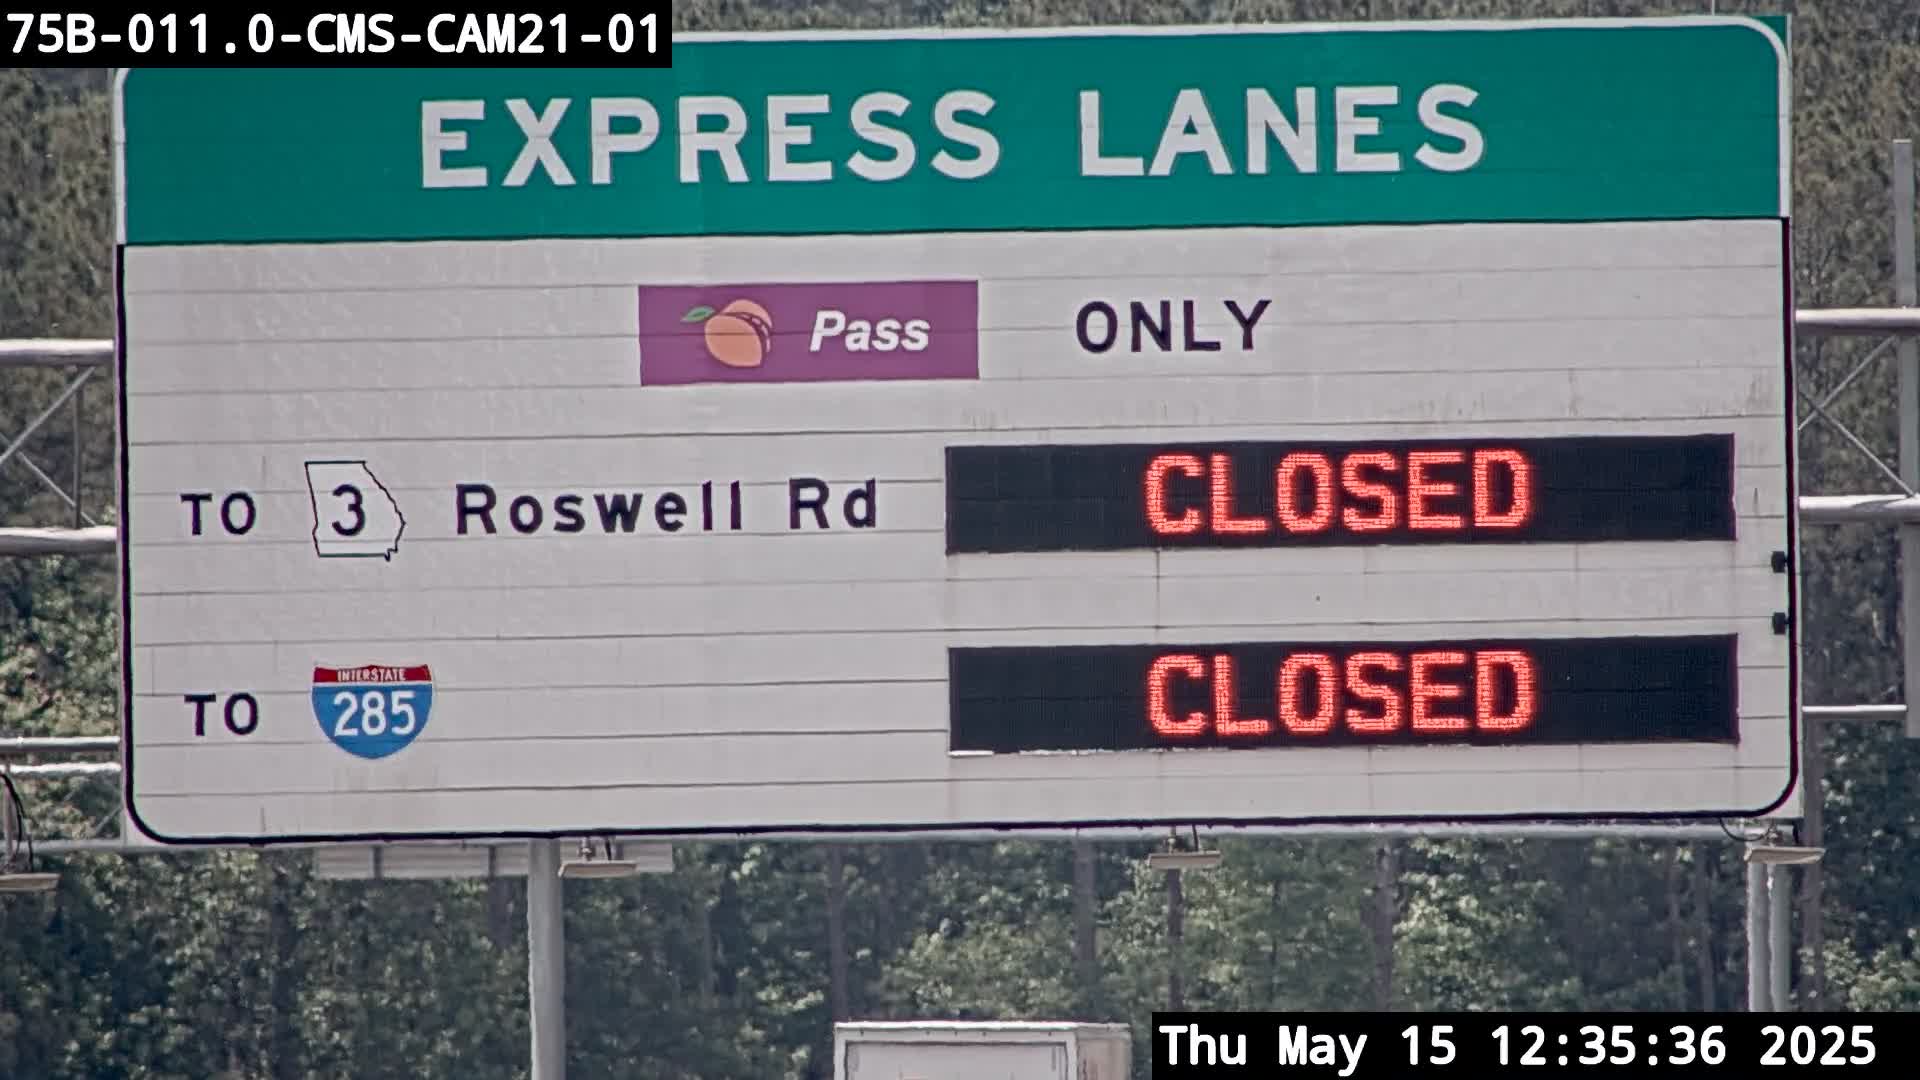 75B-011.0-CMS-CAM21-01
EXPRESS LANES
Pass ONLY
TO 3 Roswell Rd CLOSED
INTERSTATE
TO 285 CLOSED
Thu May 15 12:35:36 2025